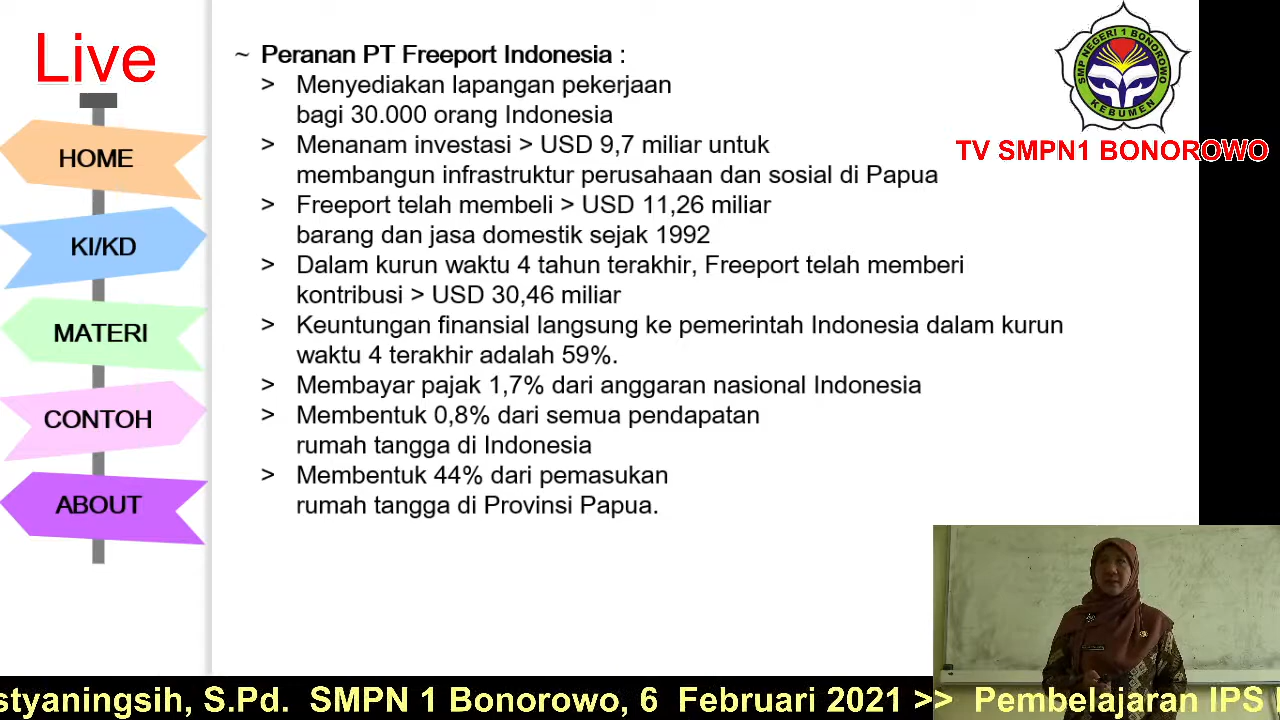 Live
HOME
KI/KD
MATERI
CONTOH
ABOUT
~ Peranan PT Freeport Indonesia :
> Menyediakan lapangan pekerjaan
bagi 30.000 orang Indonesia
> Menanam investasi > USD 9,7 miliar untuk
membangun infrastruktur perusahaan dan sosial di Papua
> Freeport telah membeli > USD 11,26 miliar
barang dan jasa domestik sejak 1992
> Dalam kurun waktu 4 tahun terakhir, Freeport telah memberi
kontribusi > USD 30,46 miliar
> Keuntungan finansial langsung ke pemerintah Indonesia dalam kurun
waktu 4 terakhir adalah 59%.
> Membayar pajak 1,7% dari anggaran nasional Indonesia
> Membentuk 0,8% dari semua pendapatan
rumah tangga di Indonesia
> Membentuk 44% dari pemasukan
rumah tangga di Provinsi Papua.
SMP NEGERI 1 BONOROWO
KEBUMEN
TV SMPN1 BONOROWO
styaningsih, S.Pd. SMPN 1 Bonorowo, 6 Februari 2021 >> Pembelajaran IPS